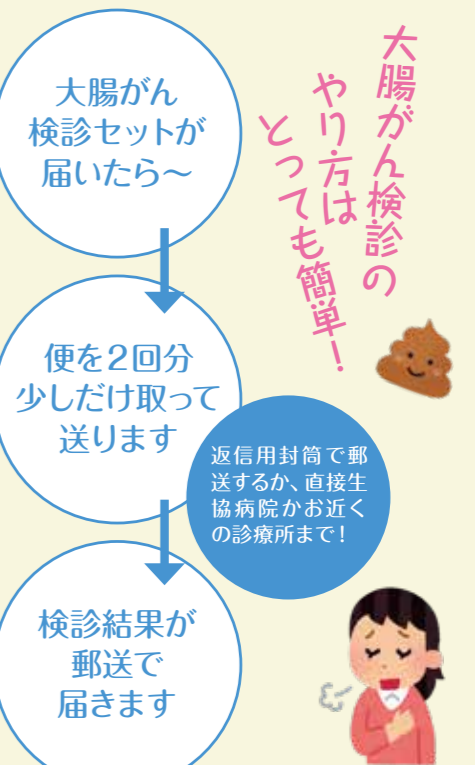 大腸がん検診の
やり方は
とっても簡単！
大腸がん
検診セットが
届いたら〜
便を2回分
少しだけ取って
送ります
返信用封筒で郵
送するか、直接生
協病院かお近く
の診療所まで！
検診結果が
郵送で
届きます